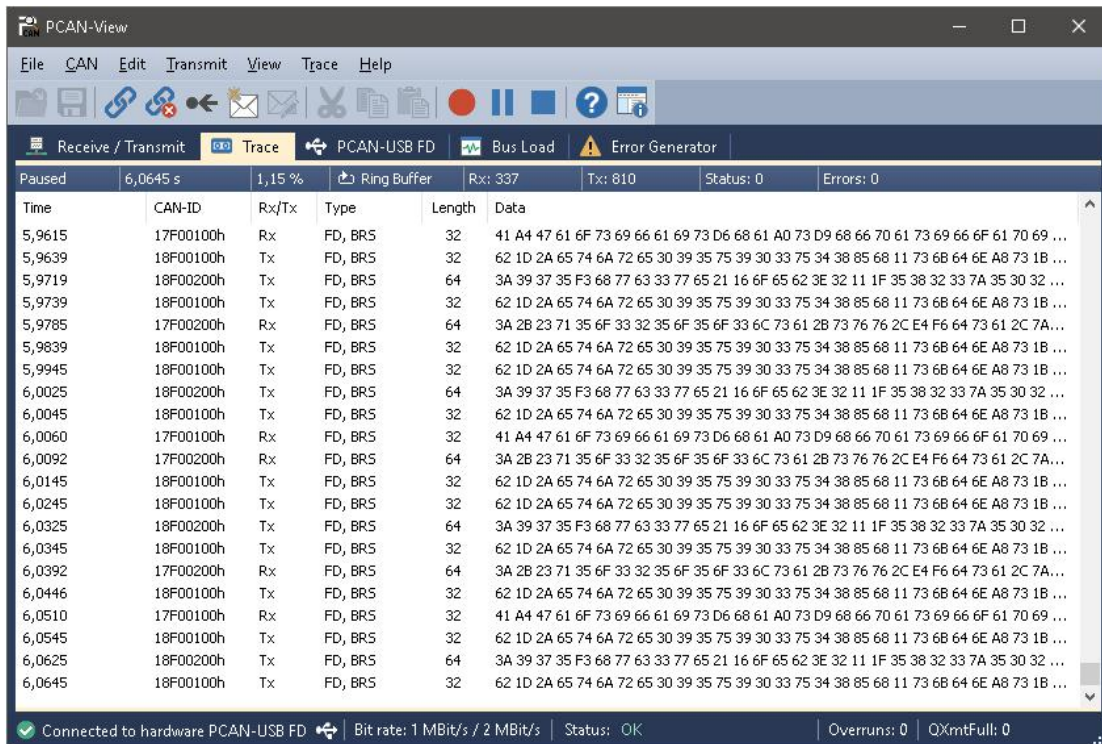 PCAN-View
File CAN Edit Transmit View Trace Help
Receive / Transmit Trace PCAN-USB FD Bus Load Error Generator
Paused 6,0645 s 1,15 % Ring Buffer Rx: 337 Tx: 810 Status: 0 Errors: 0
Time CAN-ID Rx/Tx Type Length Data
5,9615 17F00100h Rx FD, BRS 32 41 A4 47 61 6F 73 69 66 61 69 73 D6 68 61 A0 73 D9 68 66 70 61 73 69 66 6F 61 70 69 ...
5,9639 18F00100h Tx FD, BRS 32 62 1D 2A 65 74 6A 72 65 30 39 35 75 39 30 33 75 34 38 85 68 11 73 6B 64 6E A8 73 1B ...
5,9719 18F00200h Tx FD, BRS 64 3A 39 37 35 F3 68 77 63 33 77 65 21 16 6F 65 62 3E 32 11 1F 35 38 32 33 7A 35 30 32 ...
5,9739 18F00100h Tx FD, BRS 32 62 1D 2A 65 74 6A 72 65 30 39 35 75 39 30 33 75 34 38 85 68 11 73 6B 64 6E A8 73 1B ...
5,9785 17F00200h Rx FD, BRS 64 3A 2B 23 71 35 6F 33 32 35 6F 35 6F 33 6C 73 61 2B 73 76 76 2C E4 F6 64 73 61 2C 7A...
5,9839 18F00100h Tx FD, BRS 32 62 1D 2A 65 74 6A 72 65 30 39 35 75 39 30 33 75 34 38 85 68 11 73 6B 64 6E A8 73 1B ...
5,9945 18F00100h Tx FD, BRS 32 62 1D 2A 65 74 6A 72 65 30 39 35 75 39 30 33 75 34 38 85 68 11 73 6B 64 6E A8 73 1B ...
6,0025 18F00200h Tx FD, BRS 64 3A 39 37 35 F3 68 77 63 33 77 65 21 16 6F 65 62 3E 32 11 1F 35 38 32 33 7A 35 30 32 ...
6,0045 18F00100h Tx FD, BRS 32 62 1D 2A 65 74 6A 72 65 30 39 35 75 39 30 33 75 34 38 85 68 11 73 6B 64 6E A8 73 1B ...
6,0060 17F00100h Rx FD, BRS 32 41 A4 47 61 6F 73 69 66 61 69 73 D6 68 61 A0 73 D9 68 66 70 61 73 69 66 6F 61 70 69 ...
6,0092 17F00200h Rx FD, BRS 64 3A 2B 23 71 35 6F 33 32 35 6F 35 6F 33 6C 73 61 2B 73 76 76 2C E4 F6 64 73 61 2C 7A...
6,0145 18F00100h Tx FD, BRS 32 62 1D 2A 65 74 6A 72 65 30 39 35 75 39 30 33 75 34 38 85 68 11 73 6B 64 6E A8 73 1B ...
6,0245 18F00100h Tx FD, BRS 32 62 1D 2A 65 74 6A 72 65 30 39 35 75 39 30 33 75 34 38 85 68 11 73 6B 64 6E A8 73 1B ...
6,0325 18F00200h Tx FD, BRS 64 3A 39 37 35 F3 68 77 63 33 77 65 21 16 6F 65 62 3E 32 11 1F 35 38 32 33 7A 35 30 32 ...
6,0345 18F00100h Tx FD, BRS 32 62 1D 2A 65 74 6A 72 65 30 39 35 75 39 30 33 75 34 38 85 68 11 73 6B 64 6E A8 73 1B ...
6,0392 17F00200h Rx FD, BRS 64 3A 2B 23 71 35 6F 33 32 35 6F 35 6F 33 6C 73 61 2B 73 76 76 2C E4 F6 64 73 61 2C 7A...
6,0446 18F00100h Tx FD, BRS 32 62 1D 2A 65 74 6A 72 65 30 39 35 75 39 30 33 75 34 38 85 68 11 73 6B 64 6E A8 73 1B ...
6,0510 17F00100h Rx FD, BRS 32 41 A4 47 61 6F 73 69 66 61 69 73 D6 68 61 A0 73 D9 68 66 70 61 73 69 66 6F 61 70 69 ...
6,0545 18F00100h Tx FD, BRS 32 62 1D 2A 65 74 6A 72 65 30 39 35 75 39 30 33 75 34 38 85 68 11 73 6B 64 6E A8 73 1B ...
6,0625 18F00200h Tx FD, BRS 64 3A 39 37 35 F3 68 77 63 33 77 65 21 16 6F 65 62 3E 32 11 1F 35 38 32 33 7A 35 30 32 ...
6,0645 18F00100h Tx FD, BRS 32 62 1D 2A 65 74 6A 72 65 30 39 35 75 39 30 33 75 34 38 85 68 11 73 6B 64 6E A8 73 1B ...
Connected to hardware PCAN-USB FD Bit rate: 1 MBit/s / 2 MBit/s Status: OK Overruns: 0 QXmtFull: 0